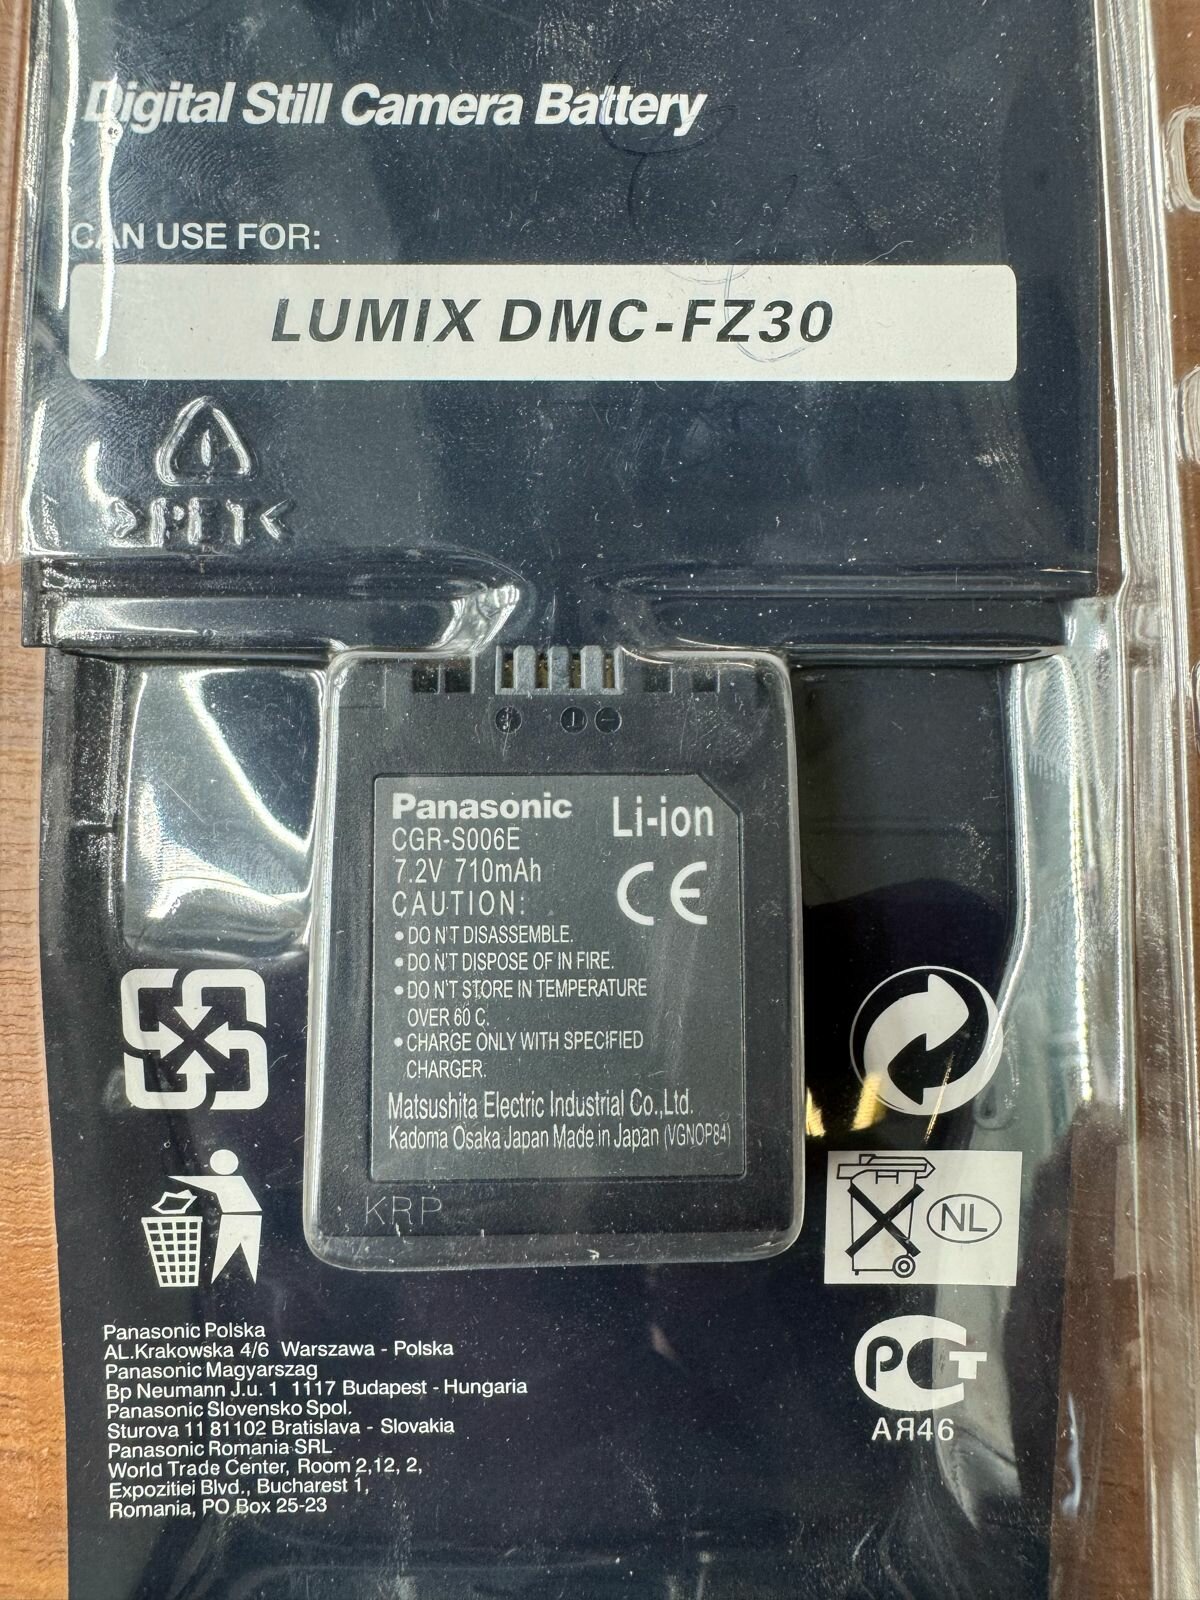 Digital Still Camera Battery
CAN USE FOR:
LUMIX DMC-FZ30
1
>PET<
Panasonic
Li-ion
CGR-S006E
7.2V 710mAh
CE
CAUTION:
• DO N'T DISASSEMBLE.
• DO N'T DISPOSE OF IN FIRE.
• DO N'T STORE IN TEMPERATURE
OVER 60 C.
• CHARGE ONLY WITH SPECIFIED
CHARGER.
Matsushita Electric Industrial Co.,Ltd.
Kadoma Osaka Japan Made in Japan (VGNOP84)
KRP
NL
Panasonic Polska
AL.Krakowska 4/6 Warszawa - Polska
Panasonic Magyarszag
Bp Neumann J.u. 1 1117 Budapest - Hungaria
Panasonic Slovensko Spol.
Sturova 11 81102 Bratislava - Slovakia
Panasonic Romania SRL
World Trade Center, Room 2,12, 2,
Expozitiei Blvd., Bucharest 1,
Romania, PO Box 25-23
РСТ
АЯ46